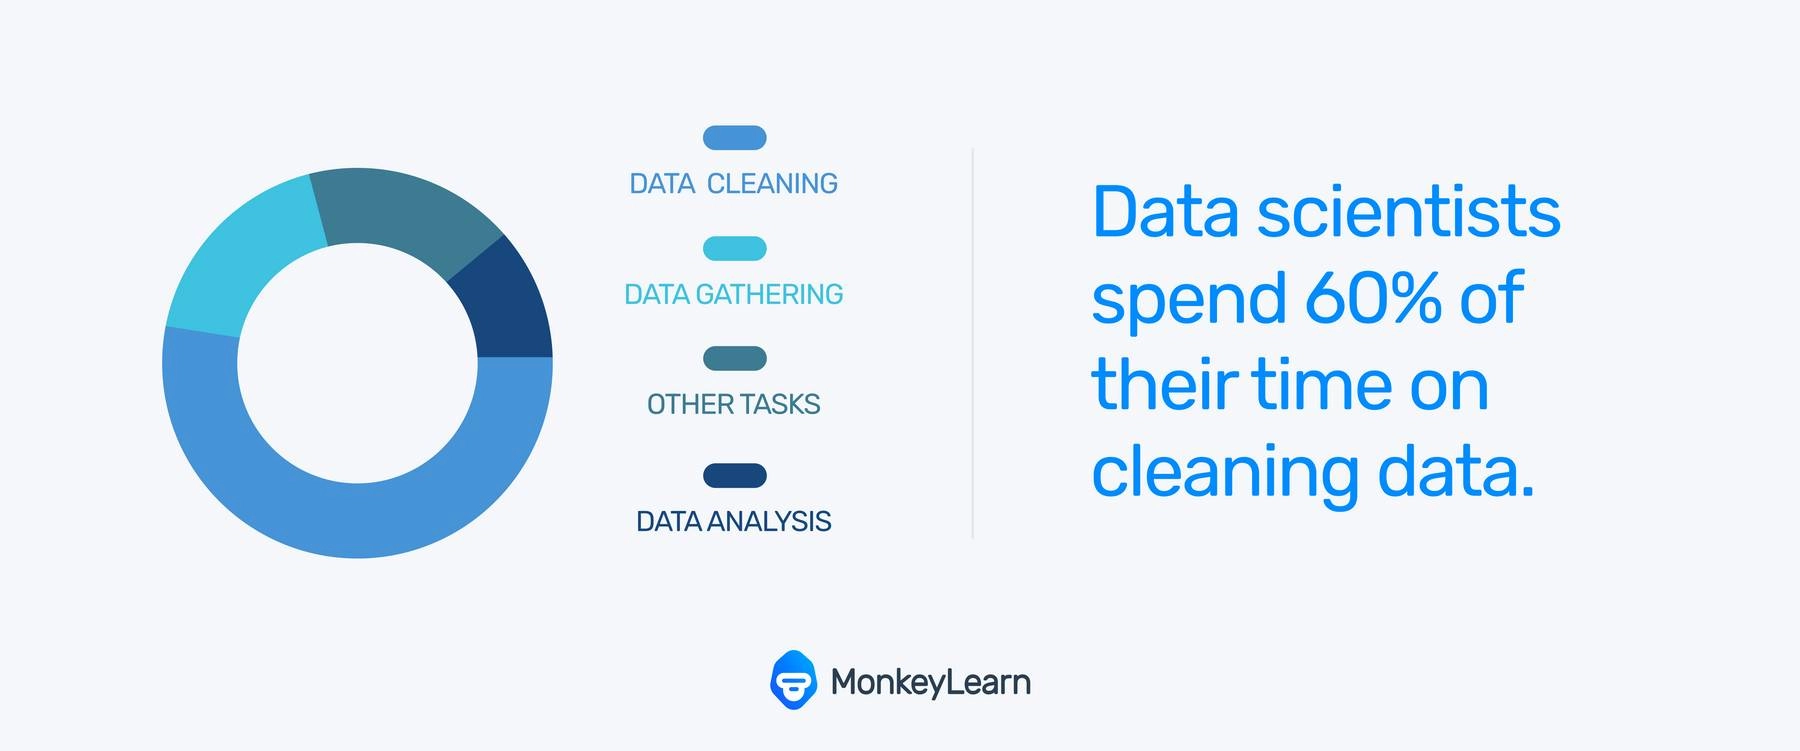 DATA CLEANING
DATA GATHERING
OTHER TASKS
DATA ANALYSIS
Data scientists
spend 60% of
their time on
cleaning data.
MonkeyLearn